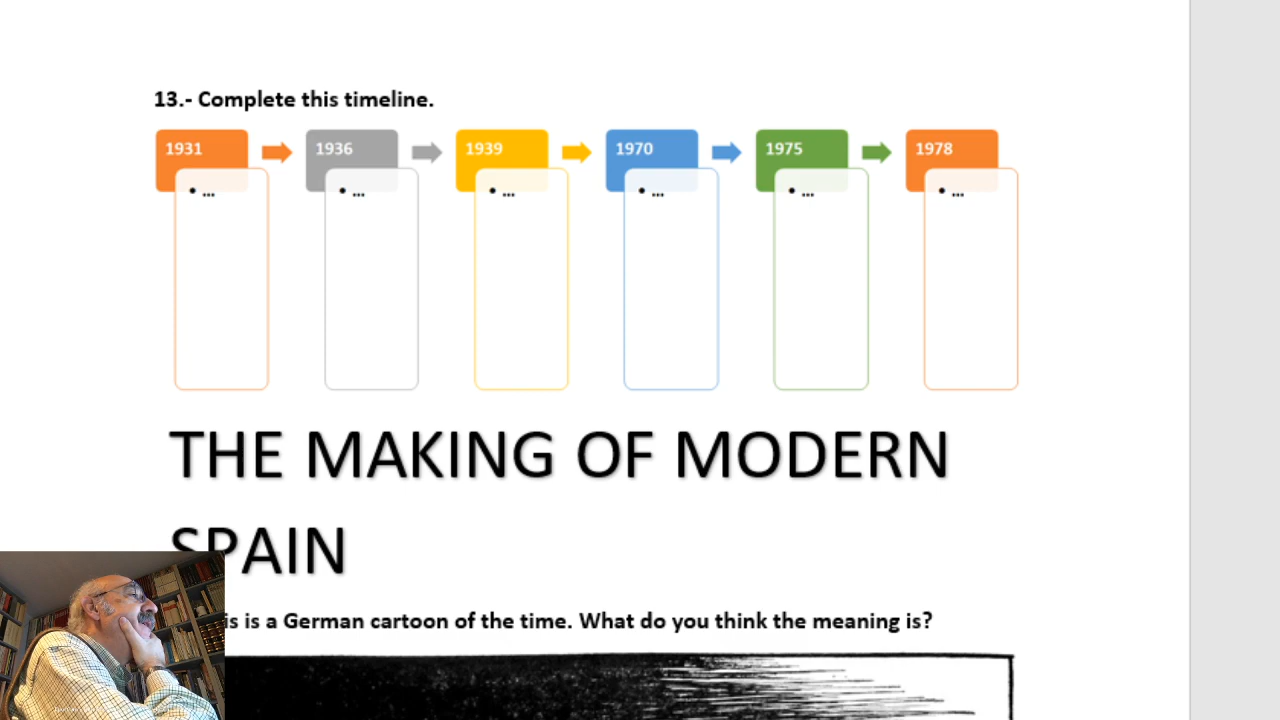 13.- Complete this timeline.
1931 1936 1939 1970 1975 1978
• ... • ... • ... • ... • ... • ...
THE MAKING OF MODERN
SPAIN
is is a German cartoon of the time. What do you think the meaning is?